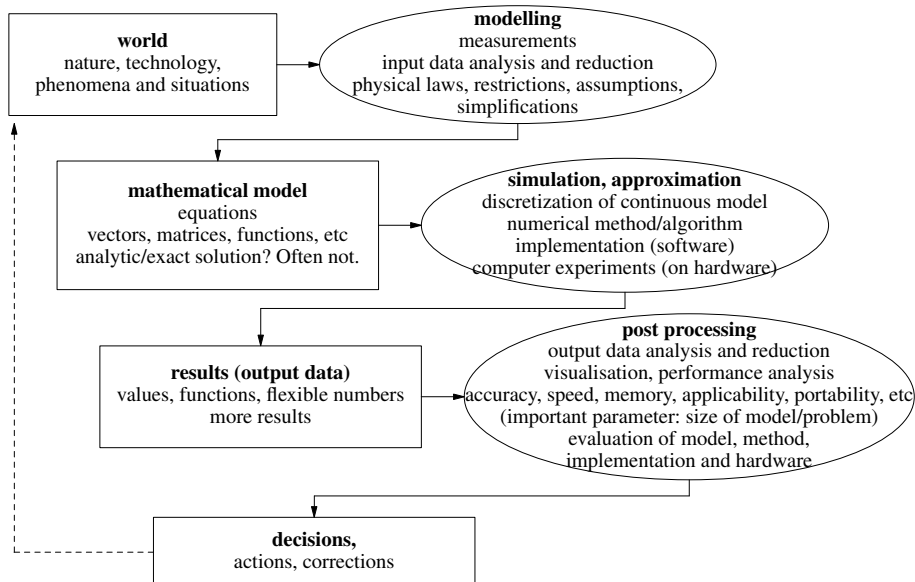 world
nature, technology,
phenomena and situations
modelling
measurements
input data analysis and reduction
physical laws, restrictions, assumptions,
simplifications
mathematical model
equations
vectors, matrices, functions, etc
analytic/exact solution? Often not.
simulation, approximation
discretization of continuous model
numerical method/algorithm
implementation (software)
computer experiments (on hardware)
results (output data)
values, functions, flexible numbers
more results
post processing
output data analysis and reduction
visualisation, performance analysis
accuracy, speed, memory, applicability, portability, etc
(important parameter: size of model/problem)
evaluation of model, method,
implementation and hardware
decisions,
actions, corrections